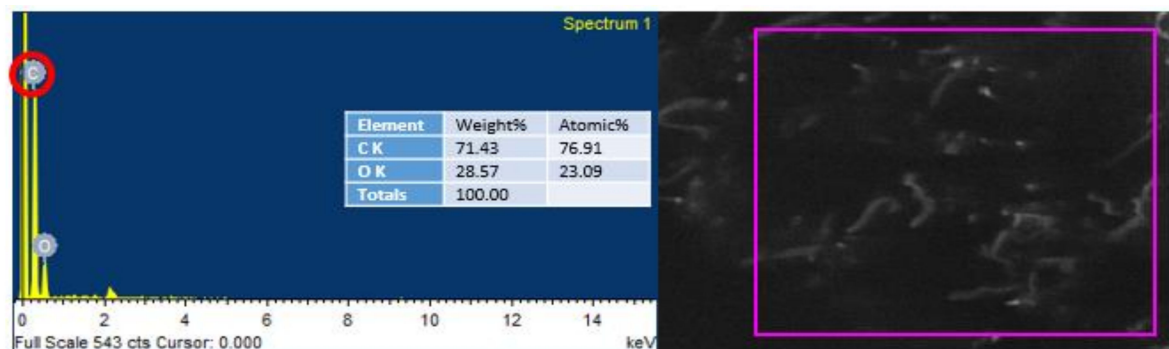 Spectrum 1
C
O
Element Weight% Atomic%
C K 71.43 76.91
O K 28.57 23.09
Totals 100.00
0 2 4 6 8 10 12 14
Full Scale 543 cts Cursor: 0.000 keV